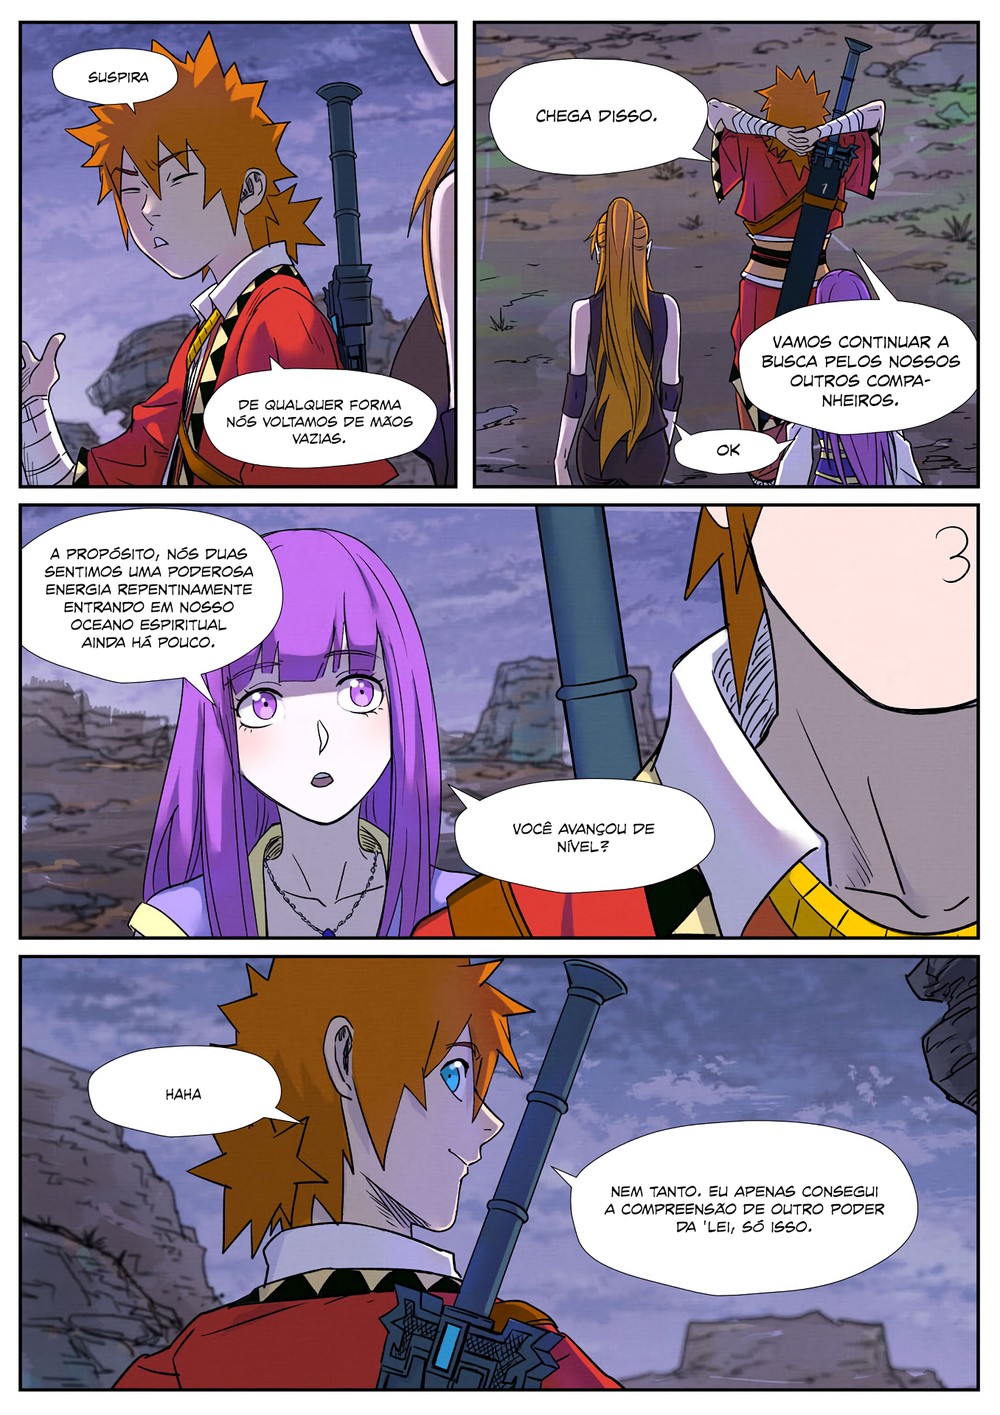 SUSPIRA
DE QUALQUER FORMA
NÓS VOLTAMOS DE MÃOS
VAZIAS.
CHEGA DISSO.
VAMOS CONTINUAR A
BUSCA PELOS NOSSOS
OUTROS COMPA-
NHEIROS.
OK
A PROPÓSITO, NÓS DUAS
SENTIMOS UMA PODEROSA
ENERGIA REPENTINAMENTE
ENTRANDO EM NOSSO
OCEANO ESPIRITUAL
AINDA HÁ POUCO.
VOCÊ AVANÇOU DE
NÍVEL?
HAHA
NEM TANTO. EU APENAS CONSEGUI
A COMPREENSÃO DE OUTRO PODER
DA 'LEI', SÓ ISSO.